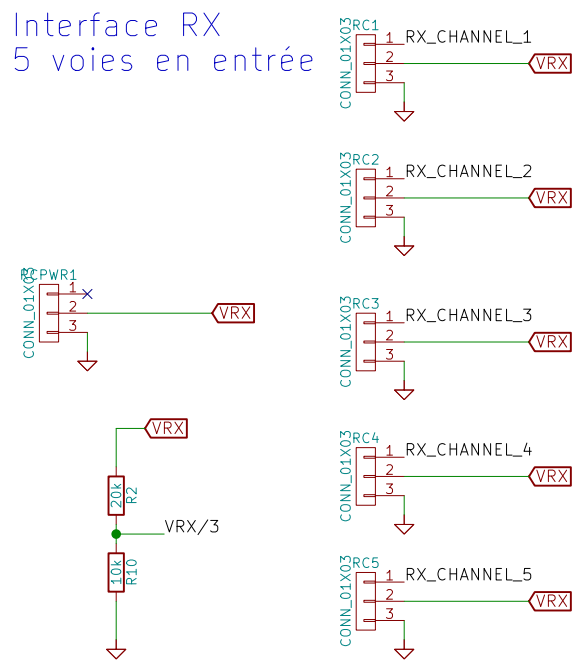 Interface RX
5 voies en entrée
RC1
CONN_01X03
1
RX_CHANNEL_1
2
VRX
3
RC2
CONN_01X03
1
RX_CHANNEL_2
2
VRX
3
RCPWR1
CONN_01X03
1
2
VRX
3
RC3
CONN_01X03
1
RX_CHANNEL_3
2
VRX
3
VRX
20k
R2
VRX/3
10k
R10
RC4
CONN_01X03
1
RX_CHANNEL_4
2
VRX
3
RC5
CONN_01X03
1
RX_CHANNEL_5
2
VRX
3